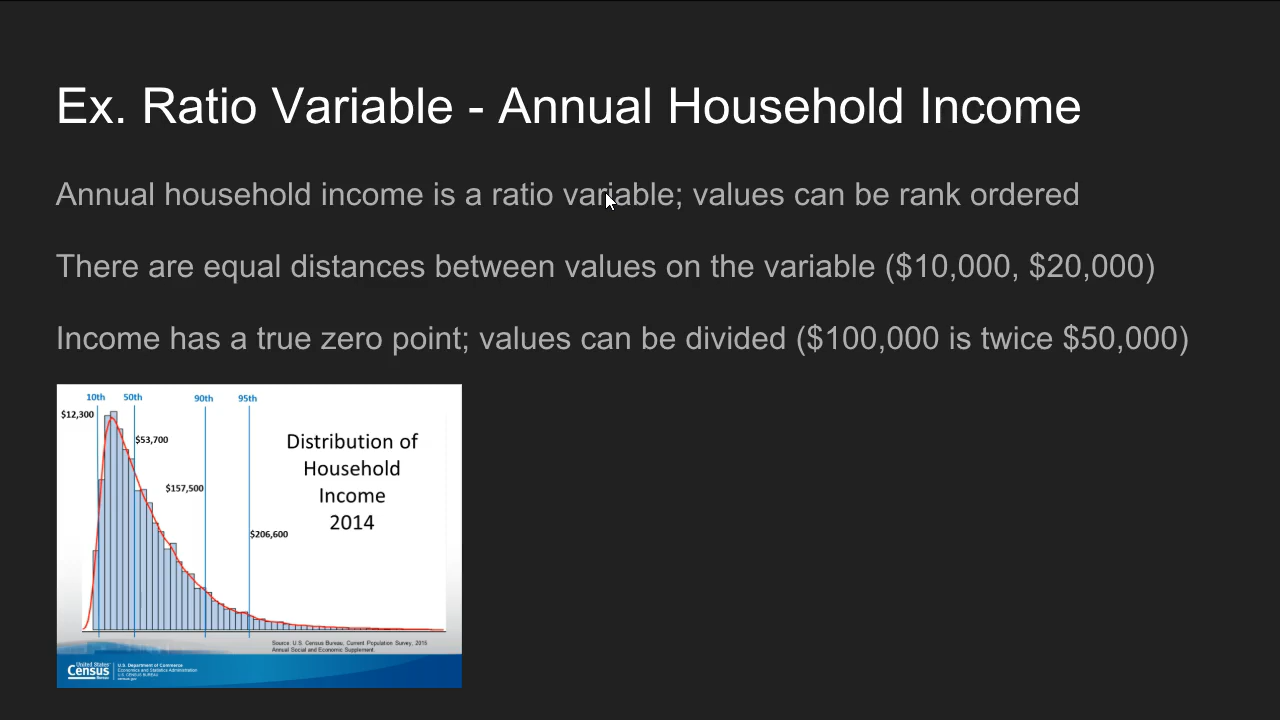 Ex. Ratio Variable - Annual Household Income
Annual household income is a ratio variable; values can be rank ordered
There are equal distances between values on the variable ($10,000, $20,000)
Income has a true zero point; values can be divided ($100,000 is twice $50,000)
10th 50th 90th 95th
$12,300
$53,700
$157,500
$206,600
Distribution of
Household
Income
2014
Source: U.S. Census Bureau, Current Population Survey, 2015
Annual Social and Economic Supplement.
United States
Census
Bureau
U.S. Department of Commerce
Economics and Statistics Administration
U.S. CENSUS BUREAU
census.gov